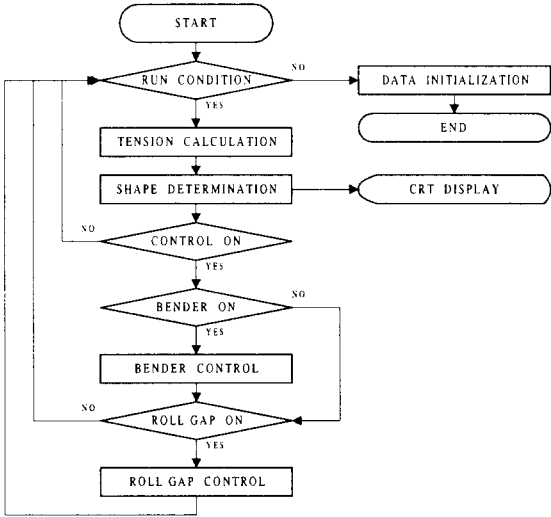 START
RUN CONDITION
NO
DATA INITIALIZATION
YES
END
TENSION CALCULATION
SHAPE DETERMINATION
CRT DISPLAY
NO
CONTROL ON
YES
BENDER ON
NO
YES
BENDER CONTROL
NO
ROLL GAP ON
YES
ROLL GAP CONTROL